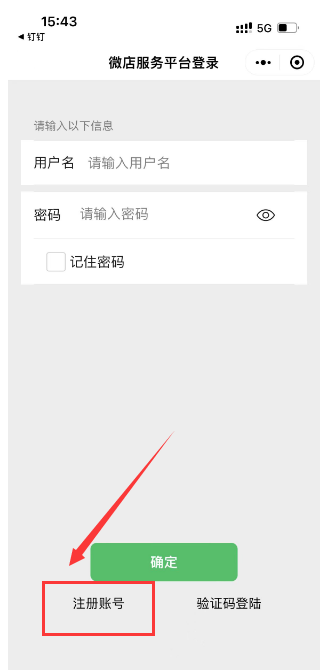 15:43
5G
◀ 钉钉
微店服务平台登录
请输入以下信息
用户名 请输入用户名
密码 请输入密码
记住密码
确定
注册账号 验证码登陆